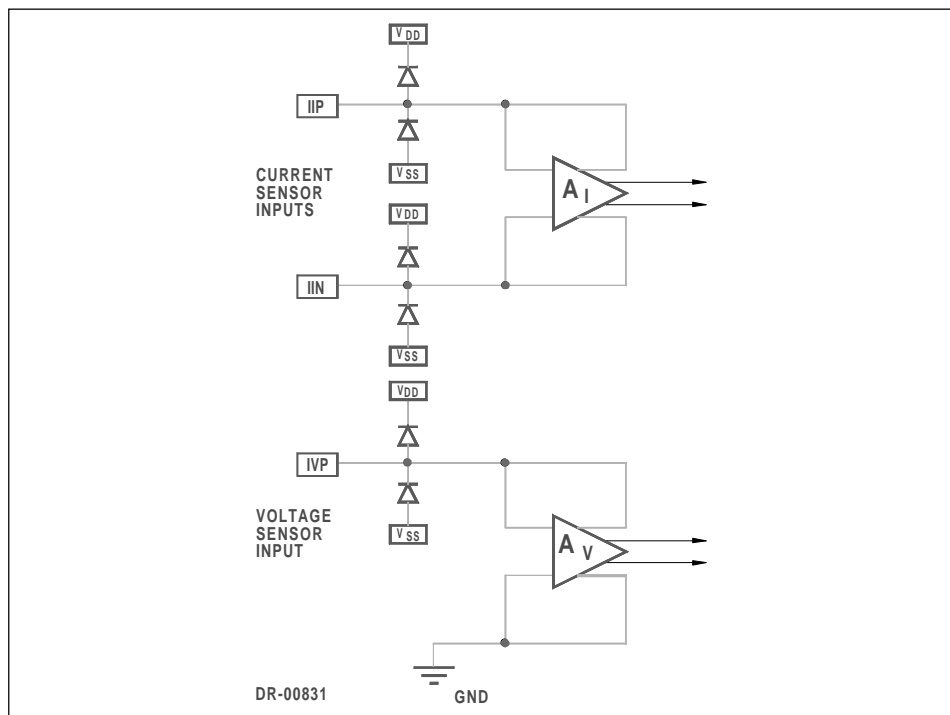 VDD
IIP
CURRENT
SENSOR
INPUTS
VSS
AI
VDD
IIN
VSS
VDD
IVP
VOLTAGE
SENSOR
INPUT
VSS
AV
DR-00831
GND